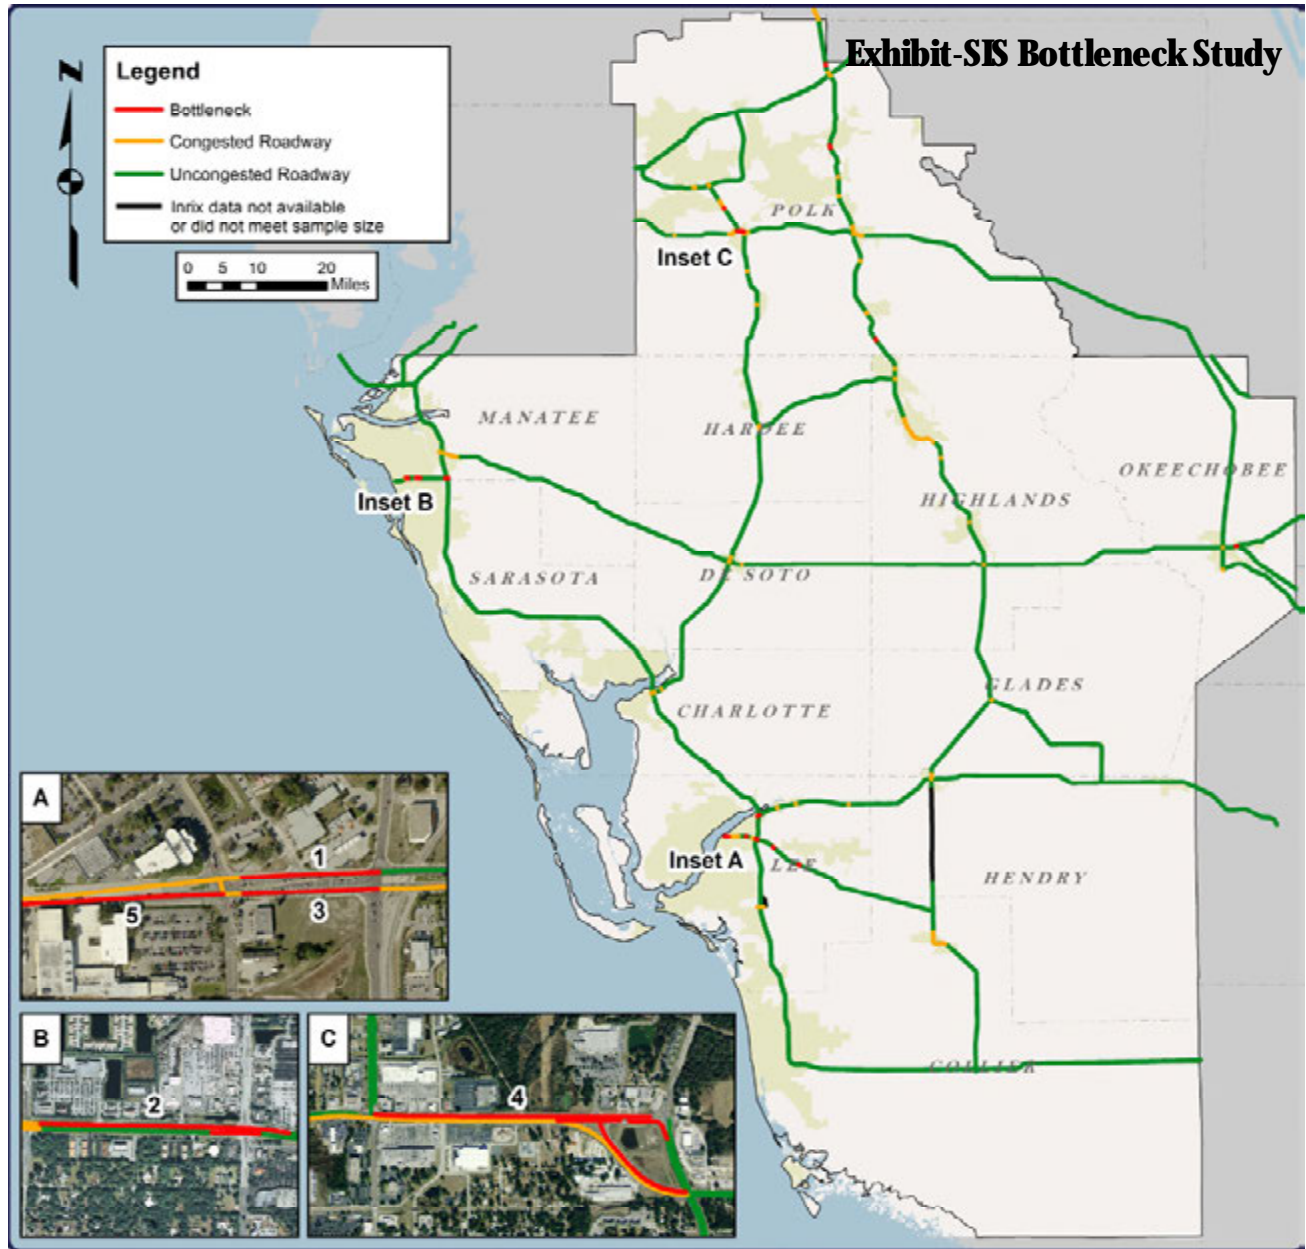 Exhibit-SIS Bottleneck Study
N
Legend
Bottleneck
Congested Roadway
Uncongested Roadway
Inrix data not available
or did not meet sample size
0 5 10 20
Miles
POLK
Inset C
MANATEE
HARDEE
OKEECHOBEE
HIGHLANDS
Inset B
SARASOTA
DE SOTO
GLADES
CHARLOTTE
Inset A
LEE
HENDRY
COLLIER
A
1
3
5
B
2
C
4